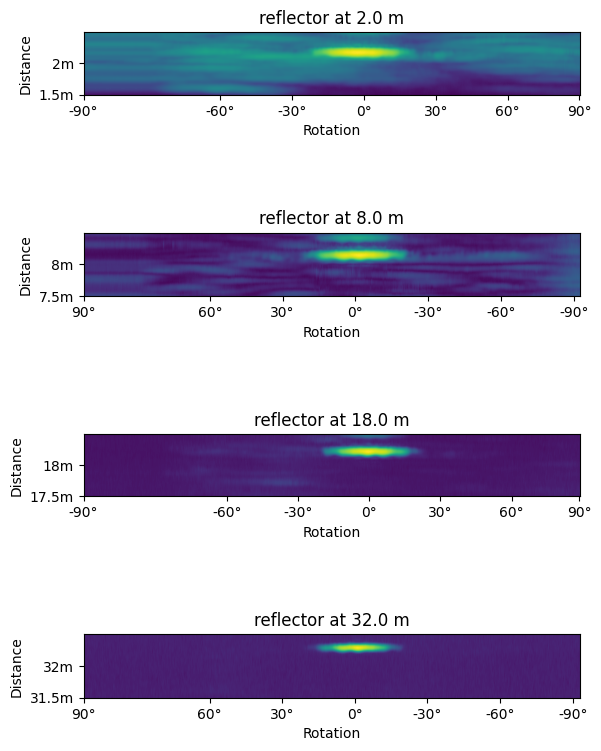 reflector at 2.0 m
Distance
2m
1.5m
-90° -60° -30° 0° 30° 60° 90°
Rotation
reflector at 8.0 m
Distance
8m
7.5m
90° 60° 30° 0° -30° -60° -90°
Rotation
reflector at 18.0 m
Distance
18m
17.5m
-90° -60° -30° 0° 30° 60° 90°
Rotation
reflector at 32.0 m
Distance
32m
31.5m
90° 60° 30° 0° -30° -60° -90°
Rotation